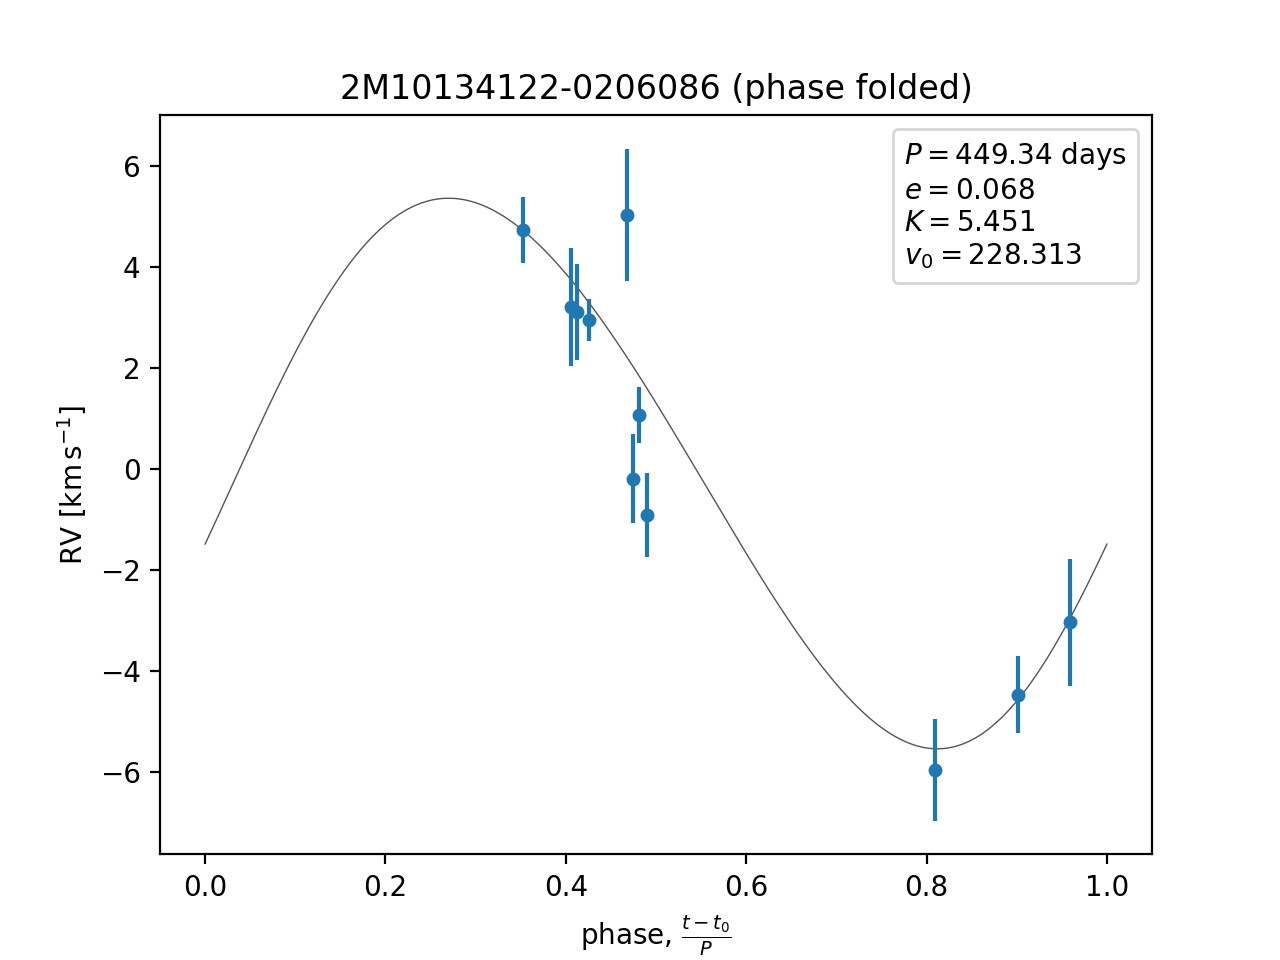 2M10134122-0206086 (phase folded)
P = 449.34 days
e = 0.068
K = 5.451
v₀ = 228.313
6
4
2
0
−2
−4
−6
RV [km s⁻¹]
0.0 0.2 0.4 0.6 0.8 1.0
phase, (t − t₀)/P